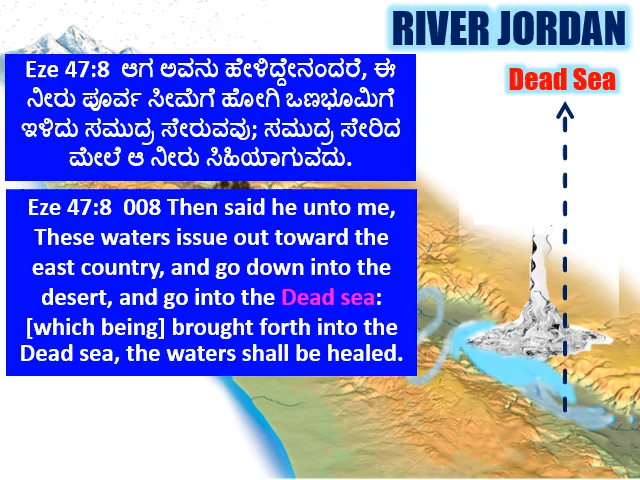 RIVER JORDAN
Dead Sea
Eze 47:8 ಆಗ ಅವನು ಹೇಳಿದ್ದೇನಂದರೆ, ಈ
ನೀರು ಪೂರ್ವ ಸೀಮೆಗೆ ಹೋಗಿ ಒಣಭೂಮಿಗೆ
ಇಳಿದು ಸಮುದ್ರ ಸೇರುವವು; ಸಮುದ್ರ ಸೇರಿದ
ಮೇಲೆ ಆ ನೀರು ಸಿಹಿಯಾಗುವದು.
Eze 47:8 008 Then said he unto me,
These waters issue out toward the
east country, and go down into the
desert, and go into the Dead sea:
[which being] brought forth into the
Dead sea, the waters shall be healed.